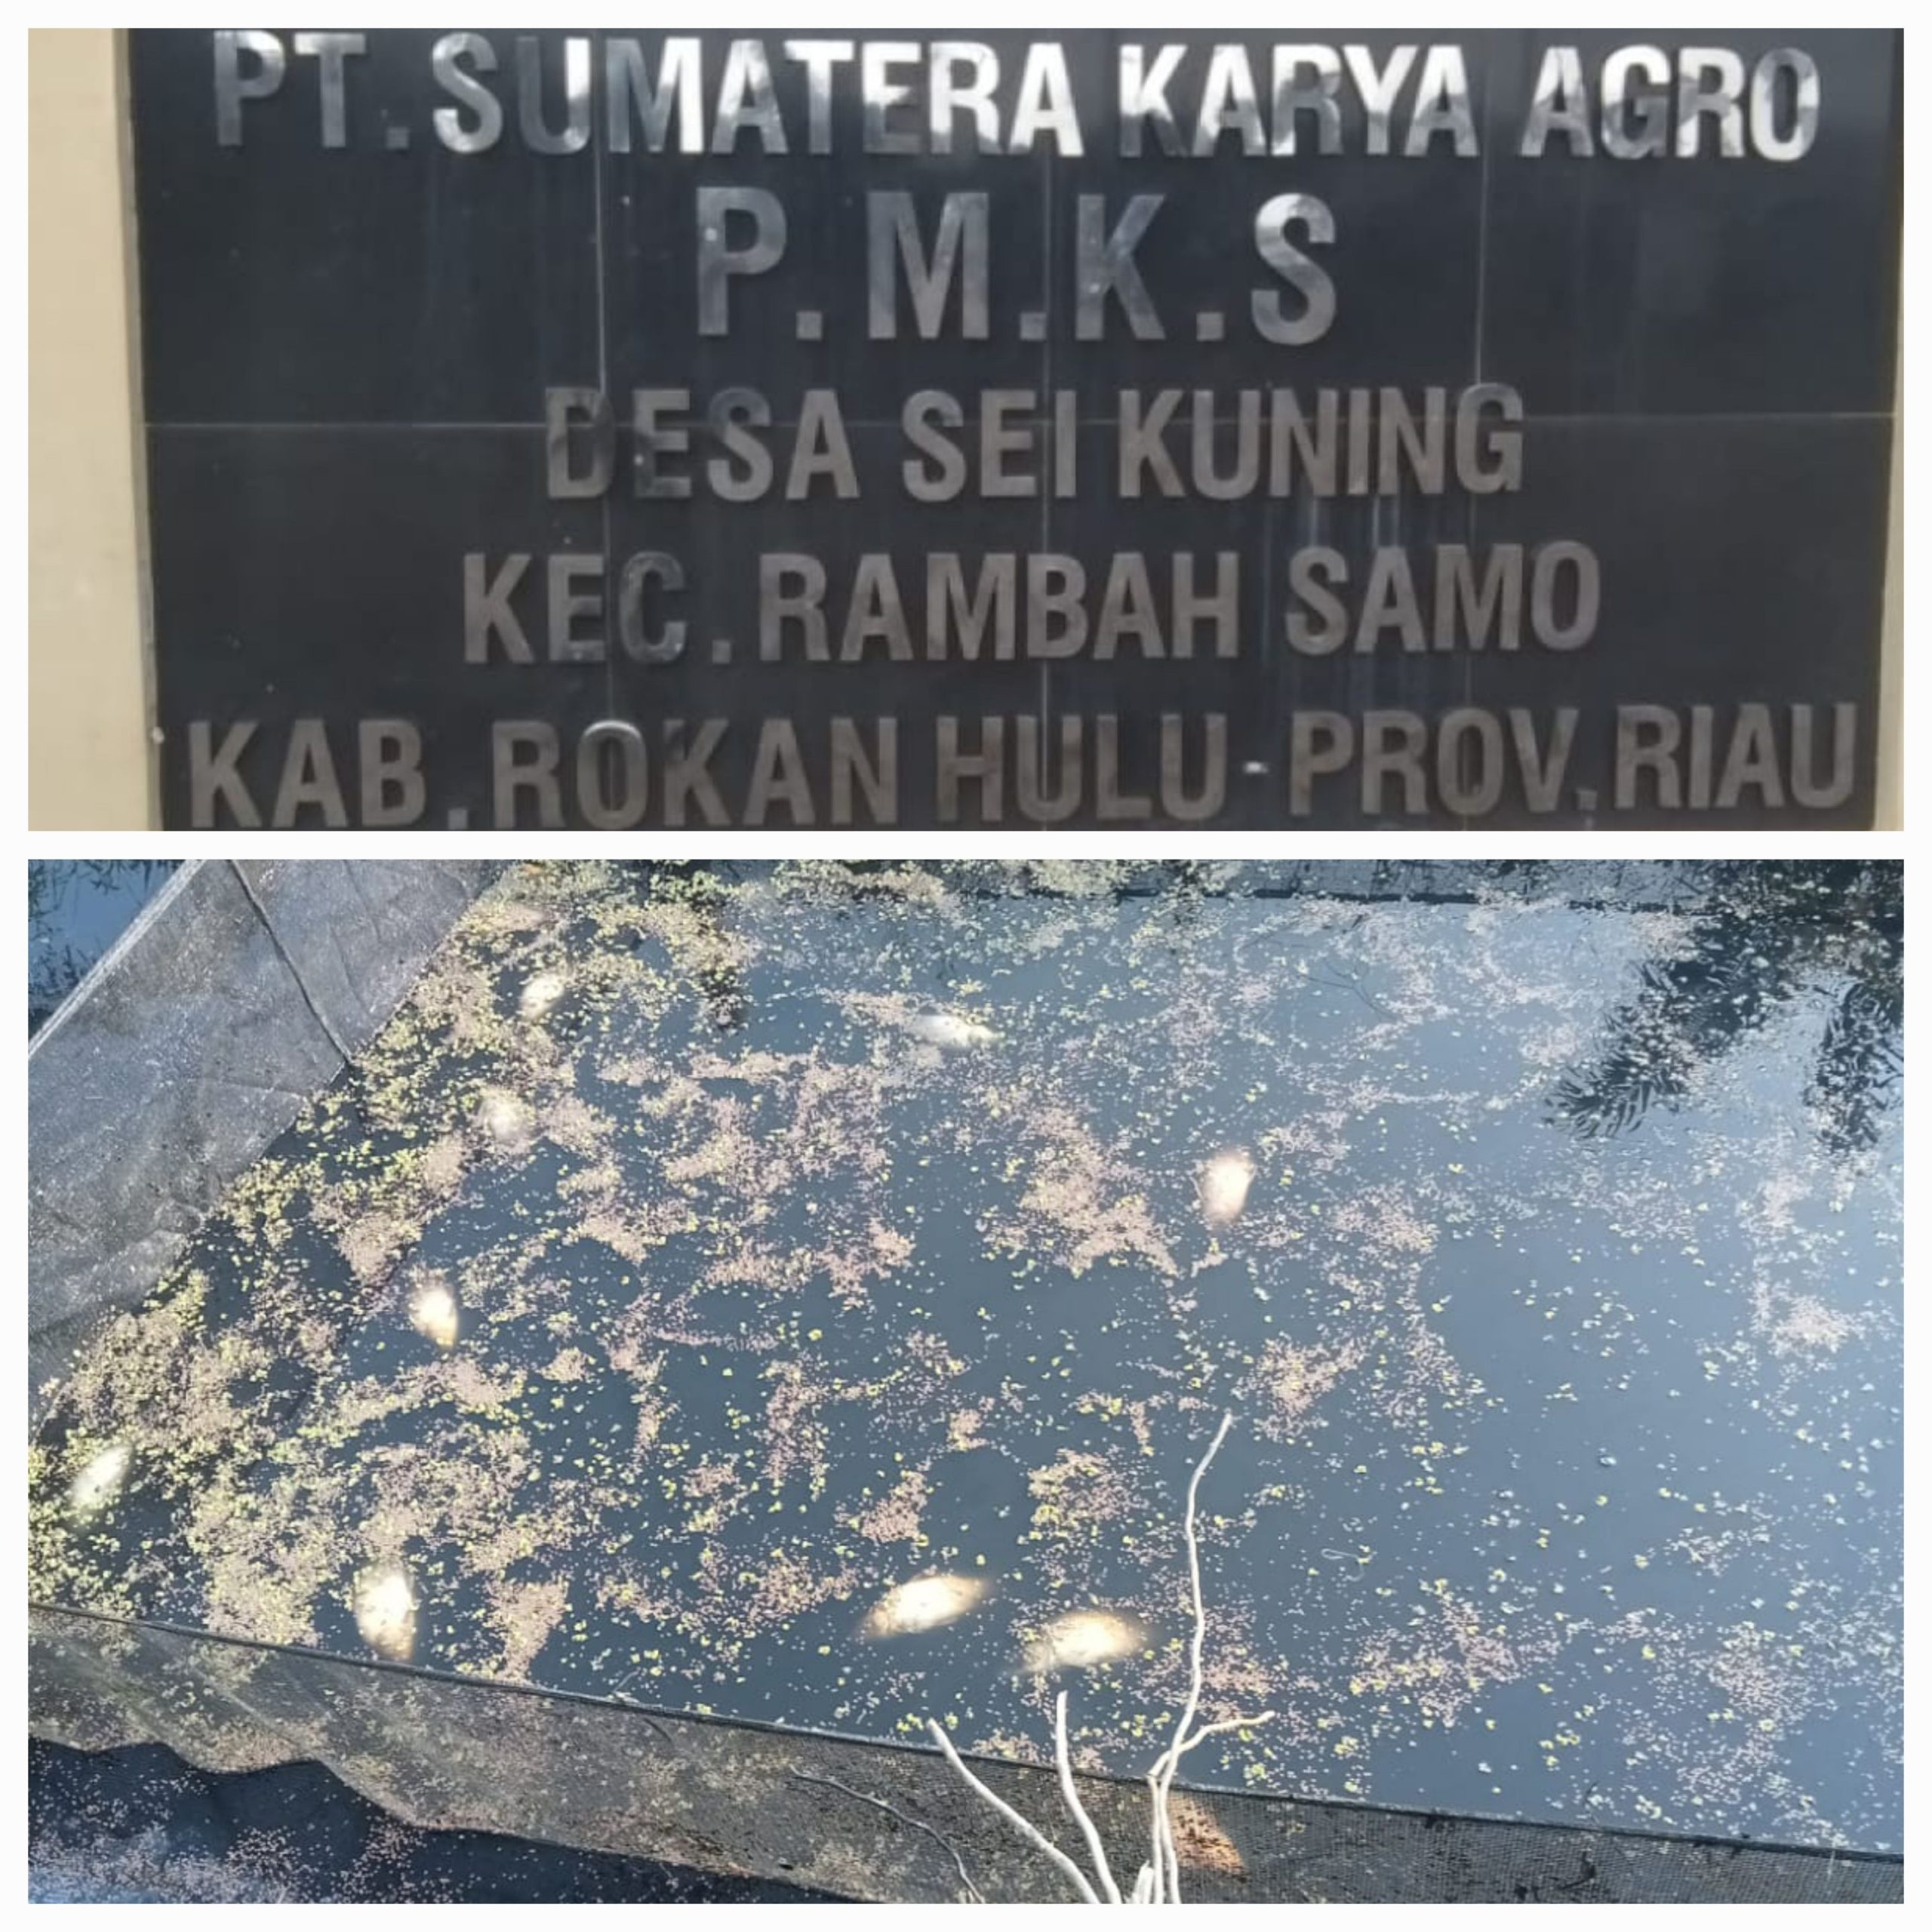 PT. SUMATERA KARYA AGRO
P.M.K.S
DESA SEI KUNING
KEC. RAMBAH SAMO
KAB. ROKAN HULU - PROV. RIAU